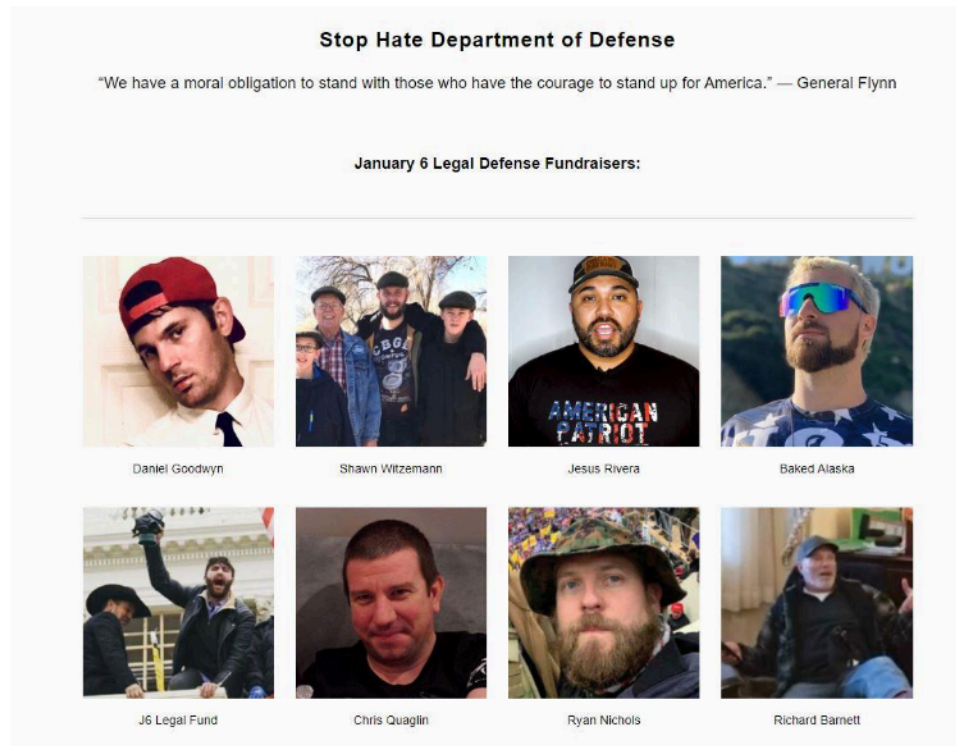 Stop Hate Department of Defense
“We have a moral obligation to stand with those who have the courage to stand up for America.” — General Flynn
January 6 Legal Defense Fundraisers:
CBGB
AMERICAN
PATRIOT
Daniel Goodwyn
Shawn Witzemann
Jesus Rivera
Baked Alaska
J6 Legal Fund
Chris Quaglin
Ryan Nichols
Richard Barnett